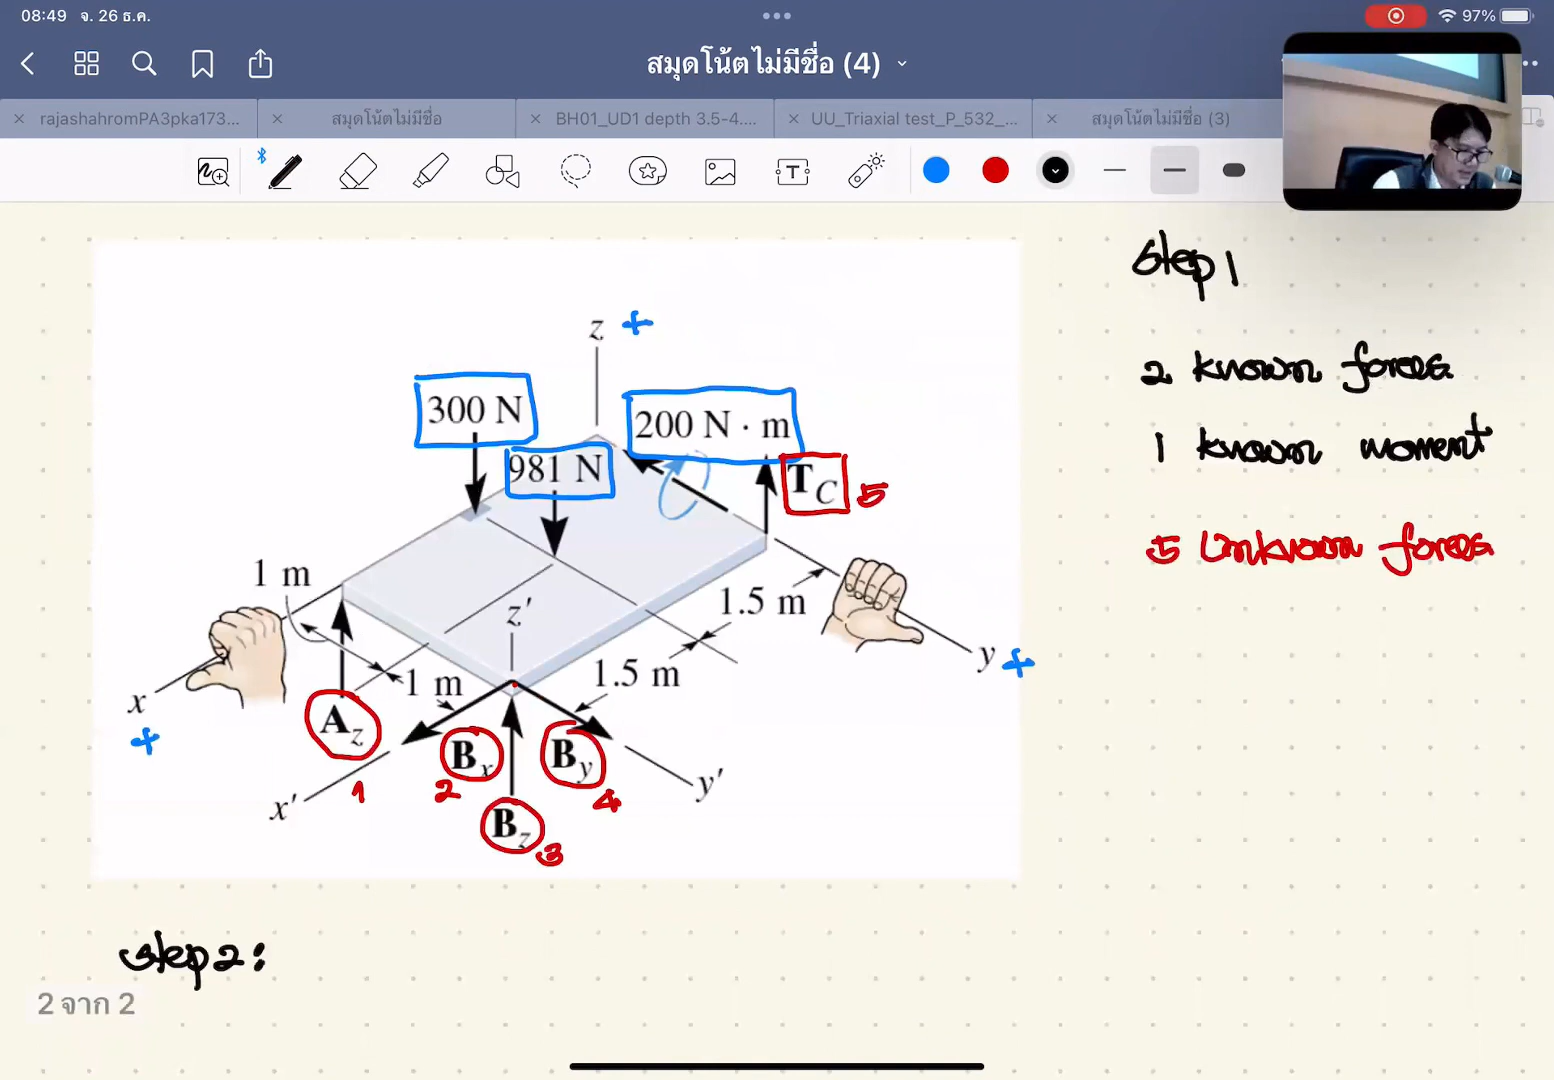 08:49 จ. 26 ธ.ค.
97%
สมุดโน้ตไม่มีชื่อ (4)
rajashahromPA3pka173...
สมุดโน้ตไม่มีชื่อ
BH01_UD1 depth 3.5-4....
UU_Triaxial test_P_532_...
สมุดโน้ตไม่มีชื่อ (3)
T
step 1
z +
300 N
200 N · m
981 N
T_C 5
2 known forces
1 known moment
5 unknown forces
1 m
z′
1.5 m
1 m
1.5 m
x +
y +
A_z
B_x
B_y
x′
1
2
4
y′
B_z
3
step 2:
2 จาก 2